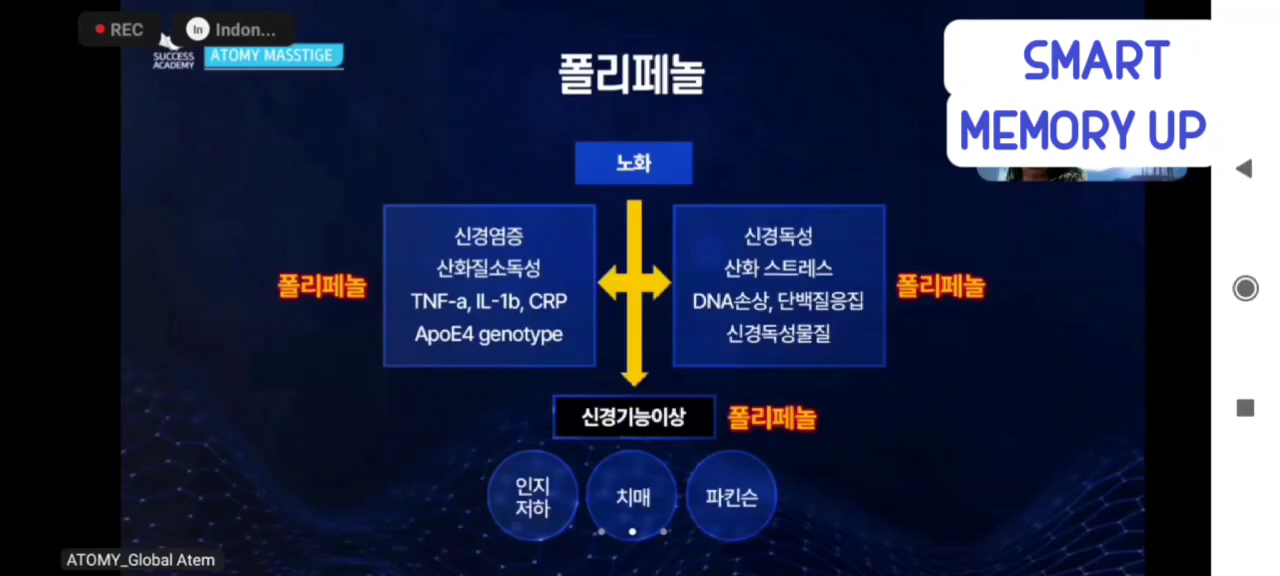 REC
In Indon...
SUCCESS
ACADEMY
ATOMY MASSTIGE
SMART
MEMORY UP
폴리페놀
노화
신경염증
산화질소독성
TNF-a, IL-1b, CRP
ApoE4 genotype
신경독성
산화 스트레스
DNA손상, 단백질응집
신경독성물질
폴리페놀
폴리페놀
신경기능이상
폴리페놀
인지
저하
치매
파킨슨
ATOMY_Global Atem